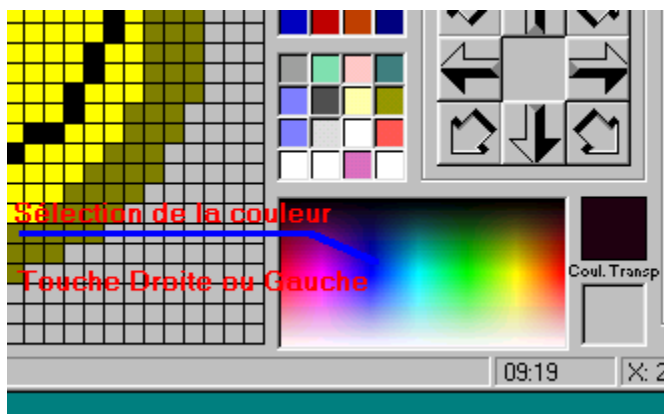 Sélection de la couleur
Touche Droite ou Gauche
Coul. Transp
09:19
X: 2